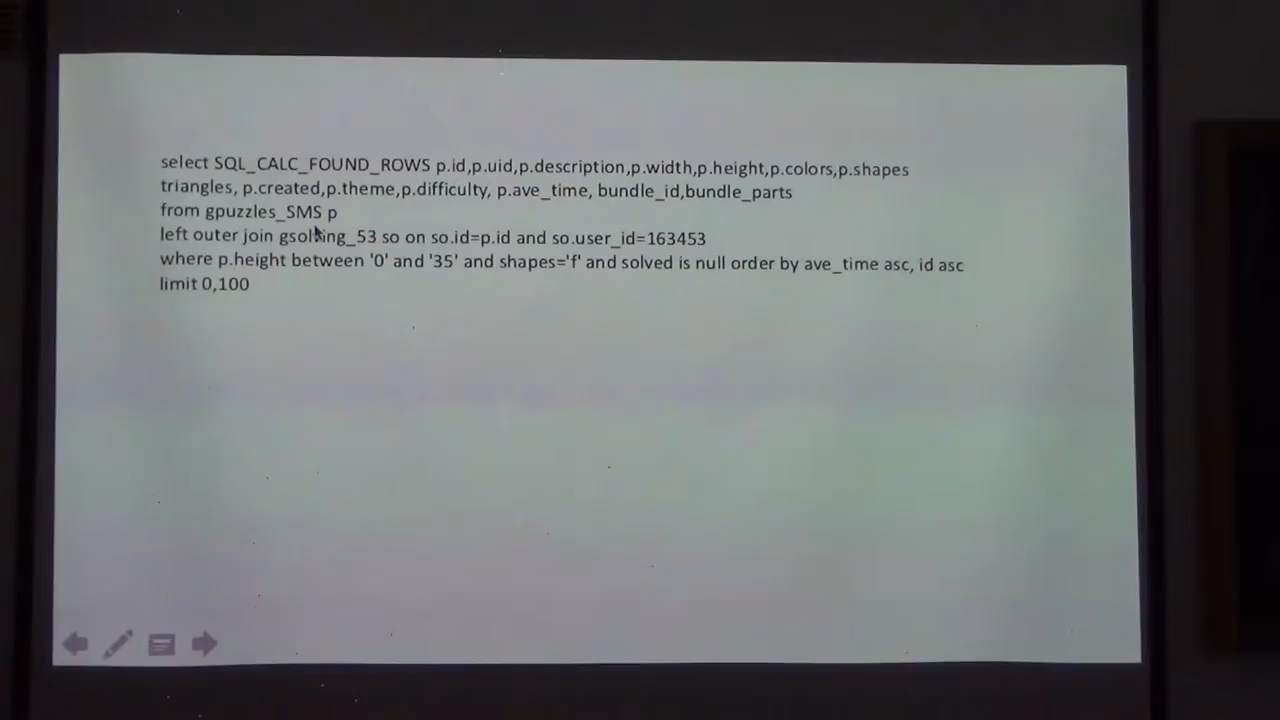 select SQL_CALC_FOUND_ROWS p.id,p.uid,p.description,p.width,p.height,p.colors,p.shapes
triangles, p.created,p.theme,p.difficulty, p.ave_time, bundle_id,bundle_parts
from gpuzzles_SMS p
left outer join gsolving_53 so on so.id=p.id and so.user_id=163453
where p.height between '0' and '35' and shapes='f' and solved is null order by ave_time asc, id asc
limit 0,100